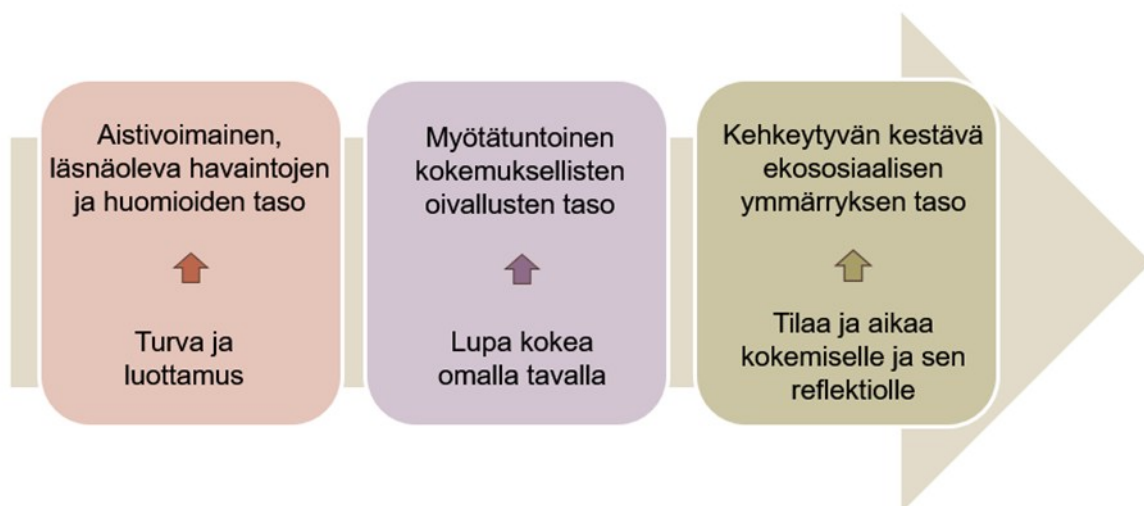 Aistivoimainen,
läsnäoleva havaintojen
ja huomioiden taso
Turva ja
luottamus
Myötätuntoinen
kokemuksellisten
oivallusten taso
Lupa kokea
omalla tavalla
Kehkeytyvän kestävä
ekososiaalisen
ymmärryksen taso
Tilaa ja aikaa
kokemiselle ja sen
reflektiolle